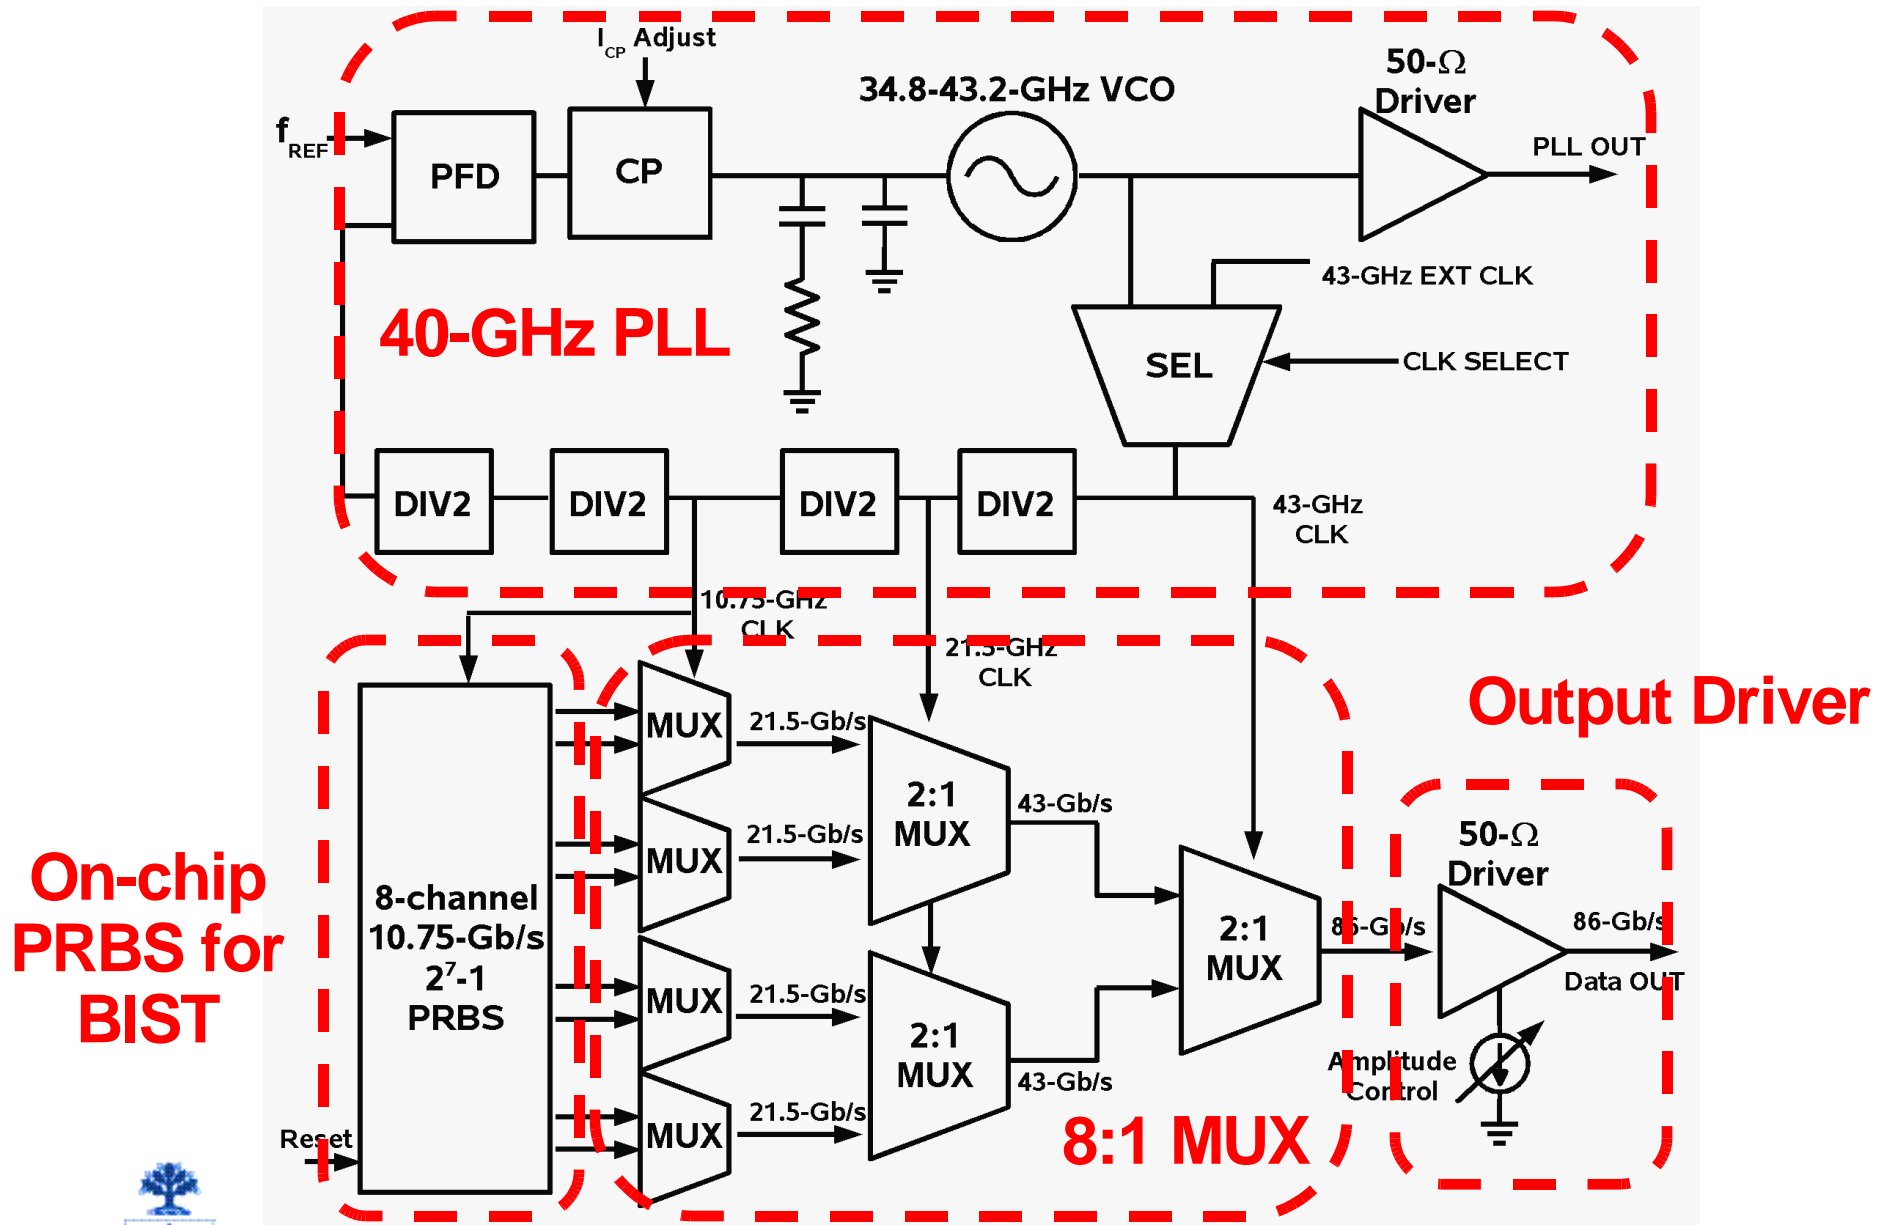 I_CP Adjust
50-Ω
Driver
34.8-43.2-GHz VCO
f_REF
PFD
CP
PLL OUT
43-GHz EXT CLK
40-GHz PLL
SEL
CLK SELECT
DIV2
DIV2
DIV2
DIV2
43-GHz
CLK
10.75-GHz
CLK
21.5-GHz
CLK
Output Driver
MUX
21.5-Gb/s
2:1
MUX
43-Gb/s
MUX
21.5-Gb/s
50-Ω
Driver
On-chip
PRBS for
BIST
8-channel
10.75-Gb/s
2⁷-1
PRBS
2:1
MUX
86-Gb/s
86-Gb/s
Data OUT
MUX
21.5-Gb/s
2:1
MUX
43-Gb/s
Amplitude
Control
MUX
21.5-Gb/s
8:1 MUX
Reset